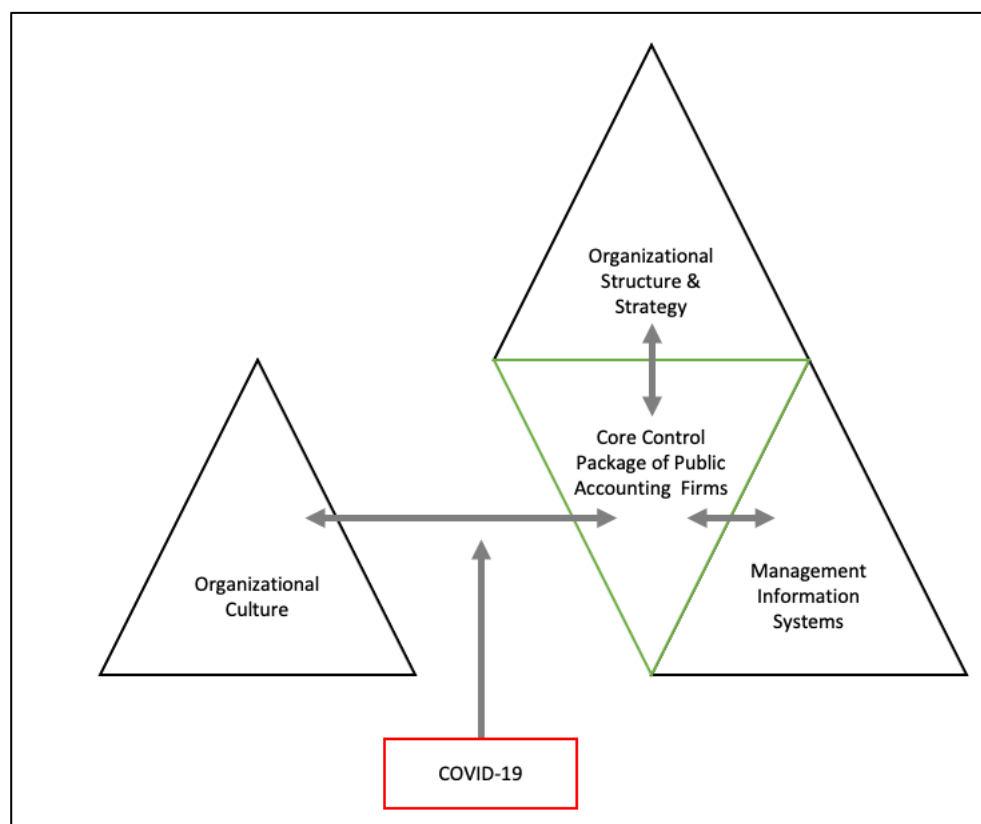 Organizational
Structure &
Strategy
Core Control
Package of Public
Accounting Firms
Organizational
Culture
Management
Information
Systems
COVID-19